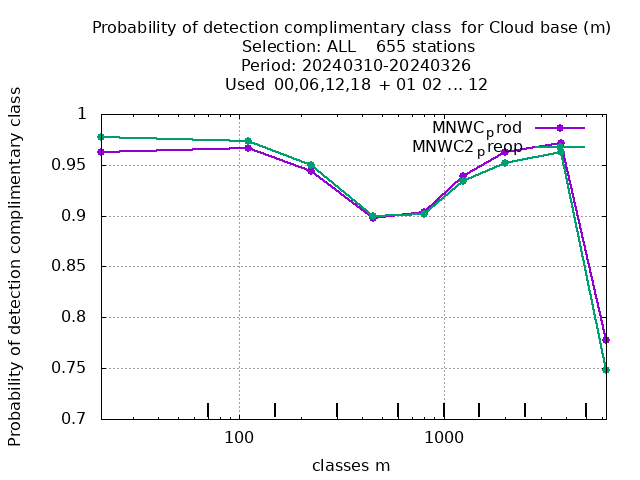 Probability of detection complimentary class  for Cloud base (m)
Selection: ALL    655 stations
Period: 20240310-20240326
Used  00,06,12,18 + 01 02 ... 12
Probability of detection complimentary class
1
0.95
0.9
0.85
0.8
0.75
0.7
MNWCprod
MNWC2preop
100
1000
classes m